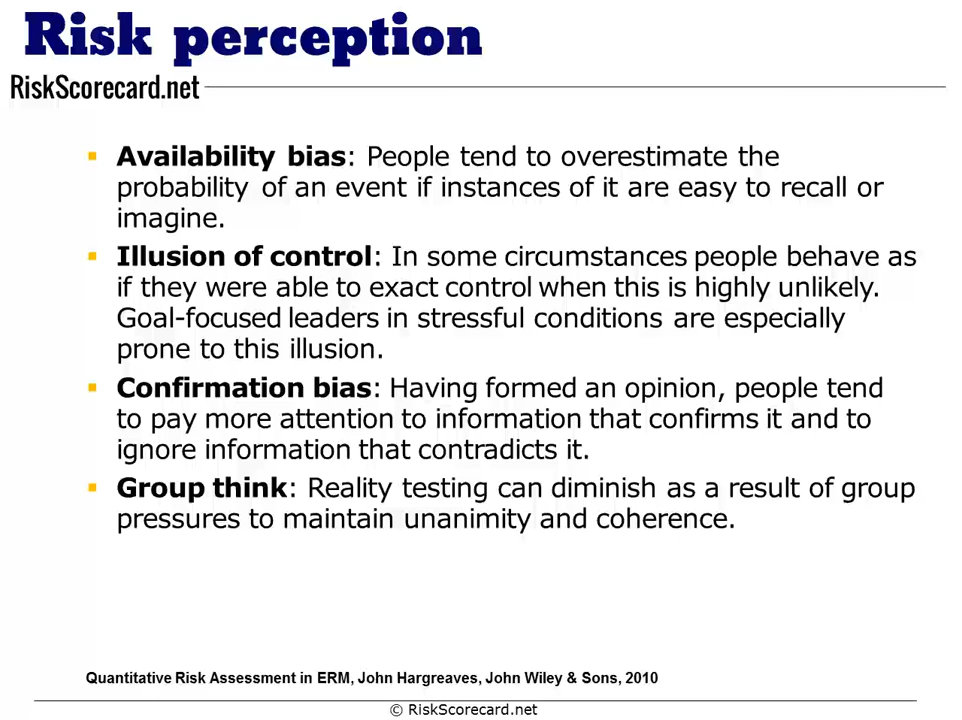 Risk perception
RiskScorecard.net
▪ Availability bias: People tend to overestimate the
probability of an event if instances of it are easy to recall or
imagine.
▪ Illusion of control: In some circumstances people behave as
if they were able to exact control when this is highly unlikely.
Goal-focused leaders in stressful conditions are especially
prone to this illusion.
▪ Confirmation bias: Having formed an opinion, people tend
to pay more attention to information that confirms it and to
ignore information that contradicts it.
▪ Group think: Reality testing can diminish as a result of group
pressures to maintain unanimity and coherence.
Quantitative Risk Assessment in ERM, John Hargreaves, John Wiley & Sons, 2010
© RiskScorecard.net